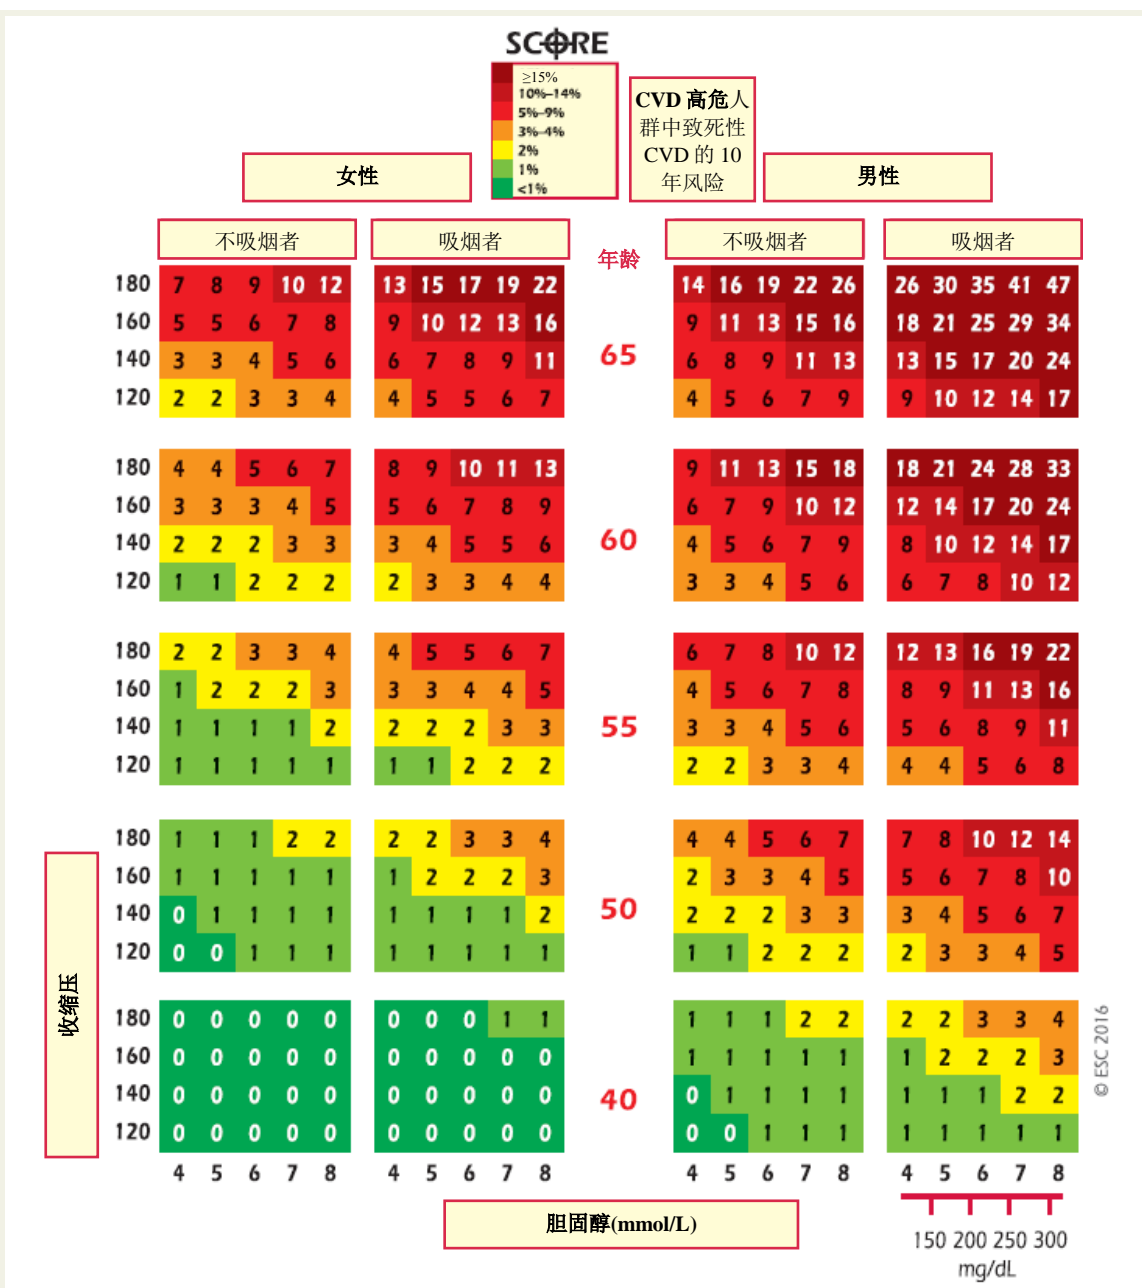 SCORE
≥15%
10%–14%
5%–9%
3%–4%
2%
1%
<1%
CVD 高危人
群中致死性
CVD 的 10
年风险
女性
男性
不吸烟者 吸烟者 年龄 不吸烟者 吸烟者
180 7 8 9 10 12 13 15 17 19 22 14 16 19 22 26 26 30 35 41 47
160 5 5 6 7 8 9 10 12 13 16 9 11 13 15 16 18 21 25 29 34
65
140 3 3 4 5 6 6 7 8 9 11 6 8 9 11 13 13 15 17 20 24
120 2 2 3 3 4 4 5 5 6 7 4 5 6 7 9 9 10 12 14 17
180 4 4 5 6 7 8 9 10 11 13 9 11 13 15 18 18 21 24 28 33
160 3 3 3 4 5 5 6 7 8 9 6 7 9 10 12 12 14 17 20 24
60
140 2 2 2 3 3 3 4 5 5 6 4 5 6 7 9 8 10 12 14 17
120 1 1 2 2 2 2 3 3 4 4 3 3 4 5 6 6 7 8 10 12
180 2 2 3 3 4 4 5 5 6 7 6 7 8 10 12 12 13 16 19 22
160 1 2 2 2 3 3 3 4 4 5 4 5 6 7 8 8 9 11 13 16
55
140 1 1 1 1 2 2 2 2 3 3 3 3 4 5 6 5 6 8 9 11
120 1 1 1 1 1 1 1 2 2 2 2 2 3 3 4 4 4 5 6 8
180 1 1 1 2 2 2 2 3 3 4 4 4 5 6 7 7 8 10 12 14
160 1 1 1 1 1 1 2 2 2 3 2 3 3 4 5 5 6 7 8 10
50
140 0 1 1 1 1 1 1 1 1 2 2 2 2 3 3 3 4 5 6 7
120 0 0 1 1 1 1 1 1 1 1 1 1 2 2 2 2 3 3 4 5
180 0 0 0 0 0 0 0 0 1 1 1 1 1 2 2 2 2 3 3 4
160 0 0 0 0 0 0 0 0 0 0 1 1 1 1 1 1 2 2 2 3
40
140 0 0 0 0 0 0 0 0 0 0 0 1 1 1 1 1 1 1 2 2
120 0 0 0 0 0 0 0 0 0 0 0 0 1 1 1 1 1 1 1 1
4 5 6 7 8 4 5 6 7 8 4 5 6 7 8 4 5 6 7 8
收缩压
胆固醇(mmol/L)
150 200 250 300
mg/dL
© ESC 2016